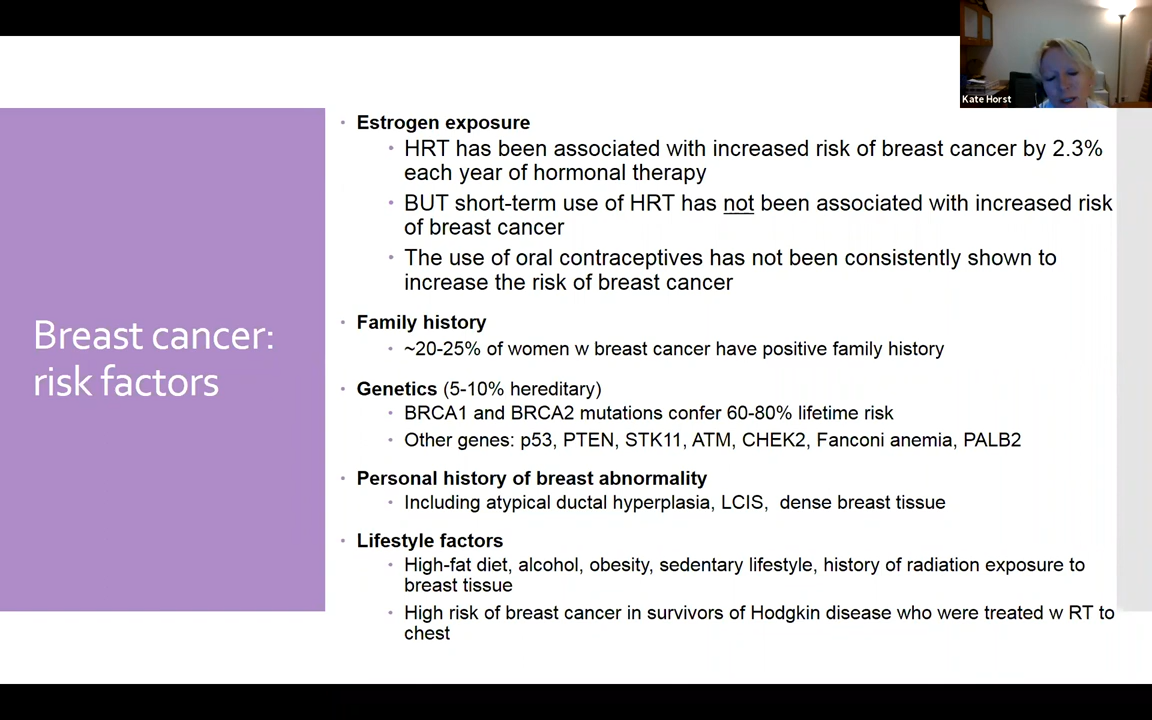 Kate Horst
Breast cancer:
risk factors
• Estrogen exposure
• HRT has been associated with increased risk of breast cancer by 2.3%
each year of hormonal therapy
• BUT short-term use of HRT has not been associated with increased risk
of breast cancer
• The use of oral contraceptives has not been consistently shown to
increase the risk of breast cancer
• Family history
• ~20-25% of women w breast cancer have positive family history
• Genetics (5-10% hereditary)
• BRCA1 and BRCA2 mutations confer 60-80% lifetime risk
• Other genes: p53, PTEN, STK11, ATM, CHEK2, Fanconi anemia, PALB2
• Personal history of breast abnormality
• Including atypical ductal hyperplasia, LCIS, dense breast tissue
• Lifestyle factors
• High-fat diet, alcohol, obesity, sedentary lifestyle, history of radiation exposure to
breast tissue
• High risk of breast cancer in survivors of Hodgkin disease who were treated w RT to
chest